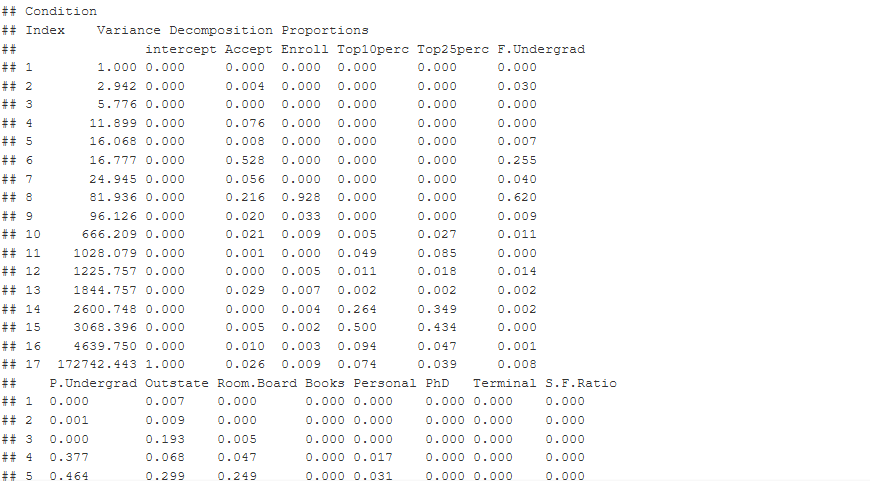 ## Condition
## Index    Variance Decomposition Proportions
##                intercept Accept Enroll Top10perc Top25perc F.Undergrad
## 1       1.000 0.000     0.000  0.000  0.000     0.000     0.000
## 2       2.942 0.000     0.004  0.000  0.000     0.000     0.030
## 3       5.776 0.000     0.000  0.000  0.000     0.000     0.000
## 4      11.899 0.000     0.076  0.000  0.000     0.000     0.000
## 5      16.068 0.000     0.008  0.000  0.000     0.000     0.007
## 6      16.777 0.000     0.528  0.000  0.000     0.000     0.255
## 7      24.945 0.000     0.056  0.000  0.000     0.000     0.040
## 8      81.936 0.000     0.216  0.928  0.000     0.000     0.620
## 9      96.126 0.000     0.020  0.033  0.000     0.000     0.009
## 10    666.209 0.000     0.021  0.009  0.005     0.027     0.011
## 11   1028.079 0.000     0.001  0.000  0.049     0.085     0.000
## 12   1225.757 0.000     0.000  0.005  0.011     0.018     0.014
## 13   1844.757 0.000     0.029  0.007  0.002     0.002     0.002
## 14   2600.748 0.000     0.000  0.004  0.264     0.349     0.002
## 15   3068.396 0.000     0.005  0.002  0.500     0.434     0.000
## 16   4639.750 0.000     0.010  0.003  0.094     0.047     0.001
## 17 172742.443 1.000     0.026  0.009  0.074     0.039     0.008
##    P.Undergrad Outstate Room.Board Books Personal PhD   Terminal S.F.Ratio
## 1  0.000       0.007    0.000      0.000 0.000    0.000 0.000    0.000
## 2  0.001       0.009    0.000      0.000 0.000    0.000 0.000    0.000
## 3  0.000       0.193    0.005      0.000 0.000    0.000 0.000    0.000
## 4  0.377       0.068    0.047      0.000 0.017    0.000 0.000    0.000
## 5  0.464       0.299    0.249      0.000 0.031    0.000 0.000    0.000